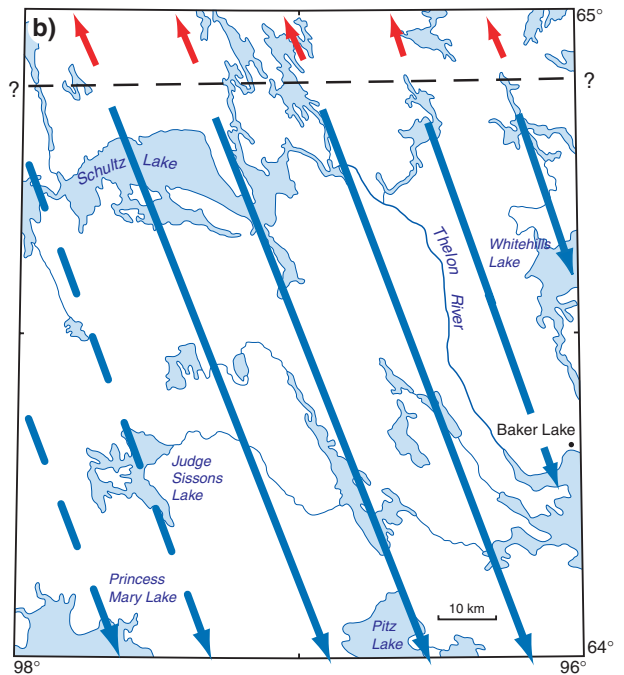 b)
65°
?
?
Schultz Lake
Thelon River
Whitehills
Lake
Baker Lake
Judge
Sissons
Lake
Princess
Mary Lake
10 km
Pitz
Lake
64°
98°
96°